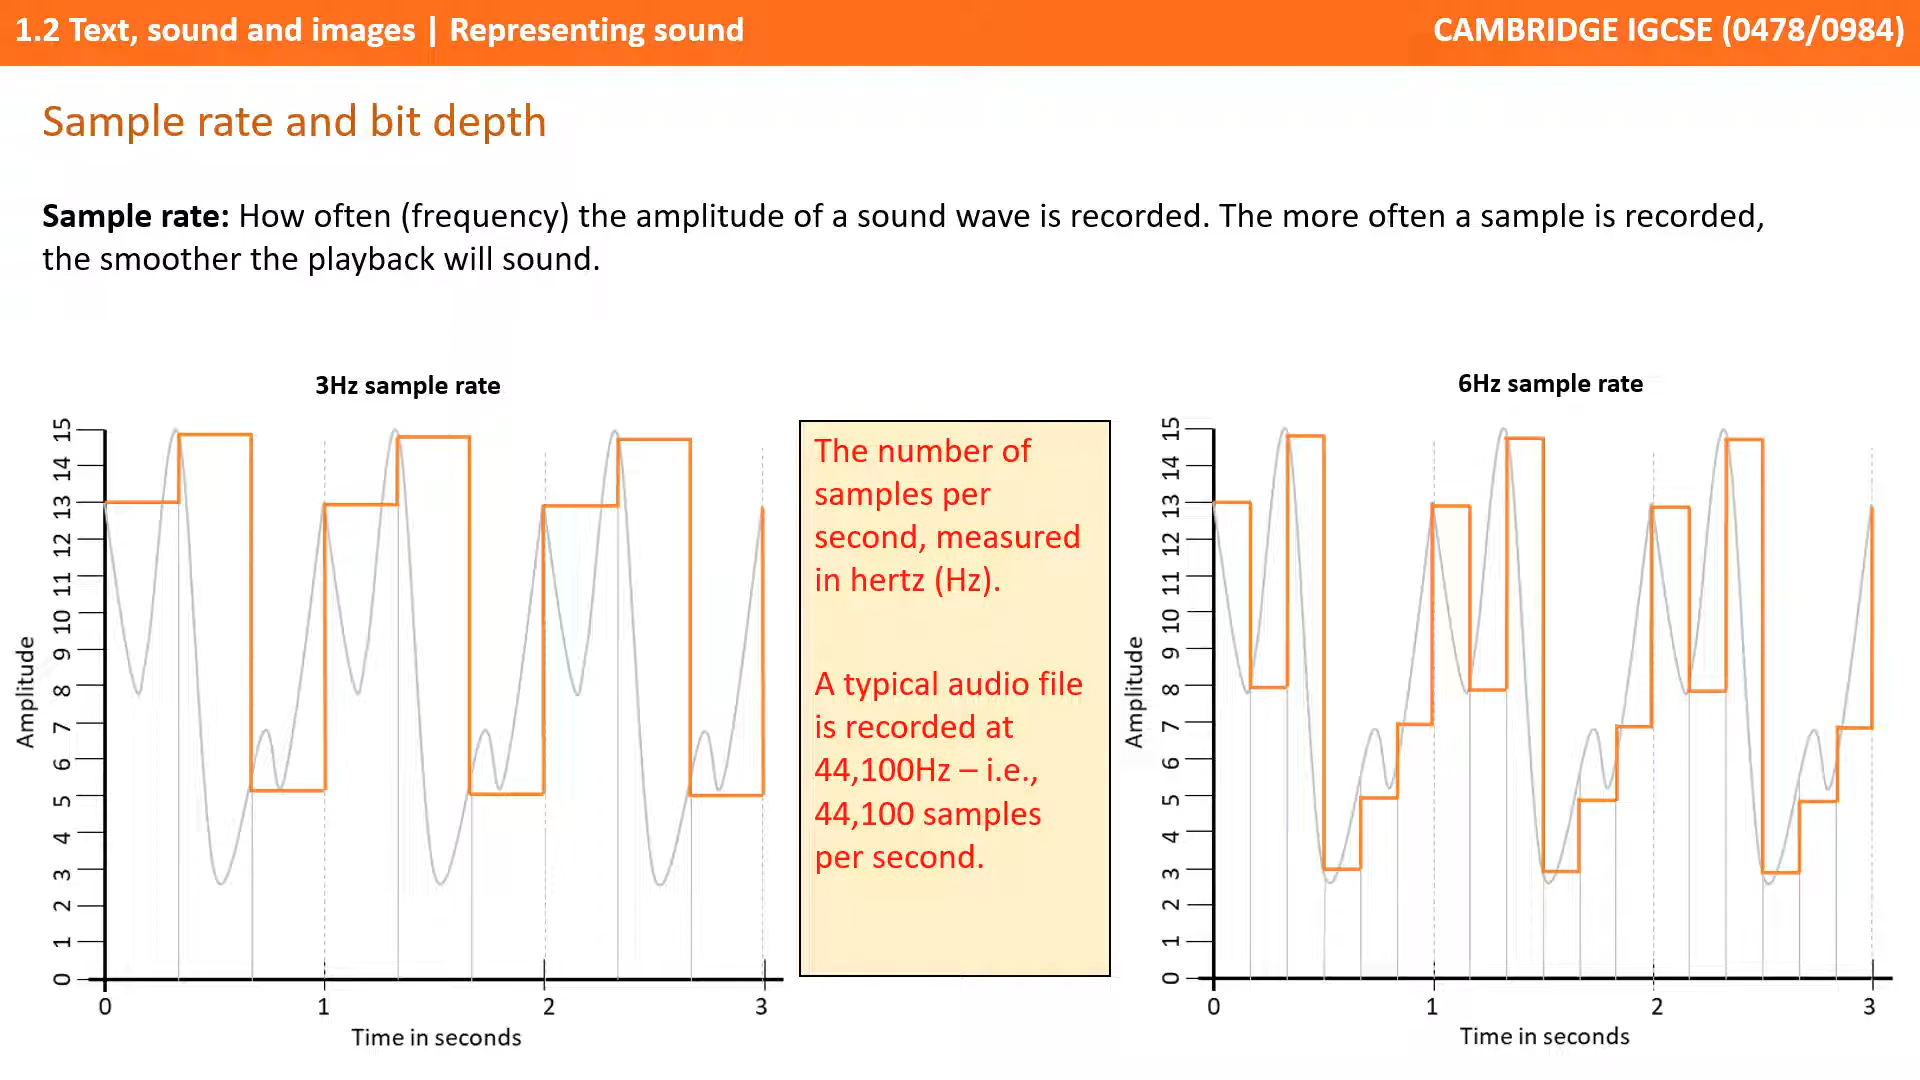 1.2 Text, sound and images | Representing sound
CAMBRIDGE IGCSE (0478/0984)
Sample rate and bit depth
Sample rate: How often (frequency) the amplitude of a sound wave is recorded. The more often a sample is recorded,
the smoother the playback will sound.
3Hz sample rate
15
14
13
12
11
10
9
8
7
6
5
4
3
2
1
0
Amplitude
0 1 2 3
Time in seconds
The number of
samples per
second, measured
in hertz (Hz).
A typical audio file
is recorded at
44,100Hz – i.e.,
44,100 samples
per second.
6Hz sample rate
15
14
13
12
11
10
9
8
7
6
5
4
3
2
1
0
Amplitude
0 1 2 3
Time in seconds